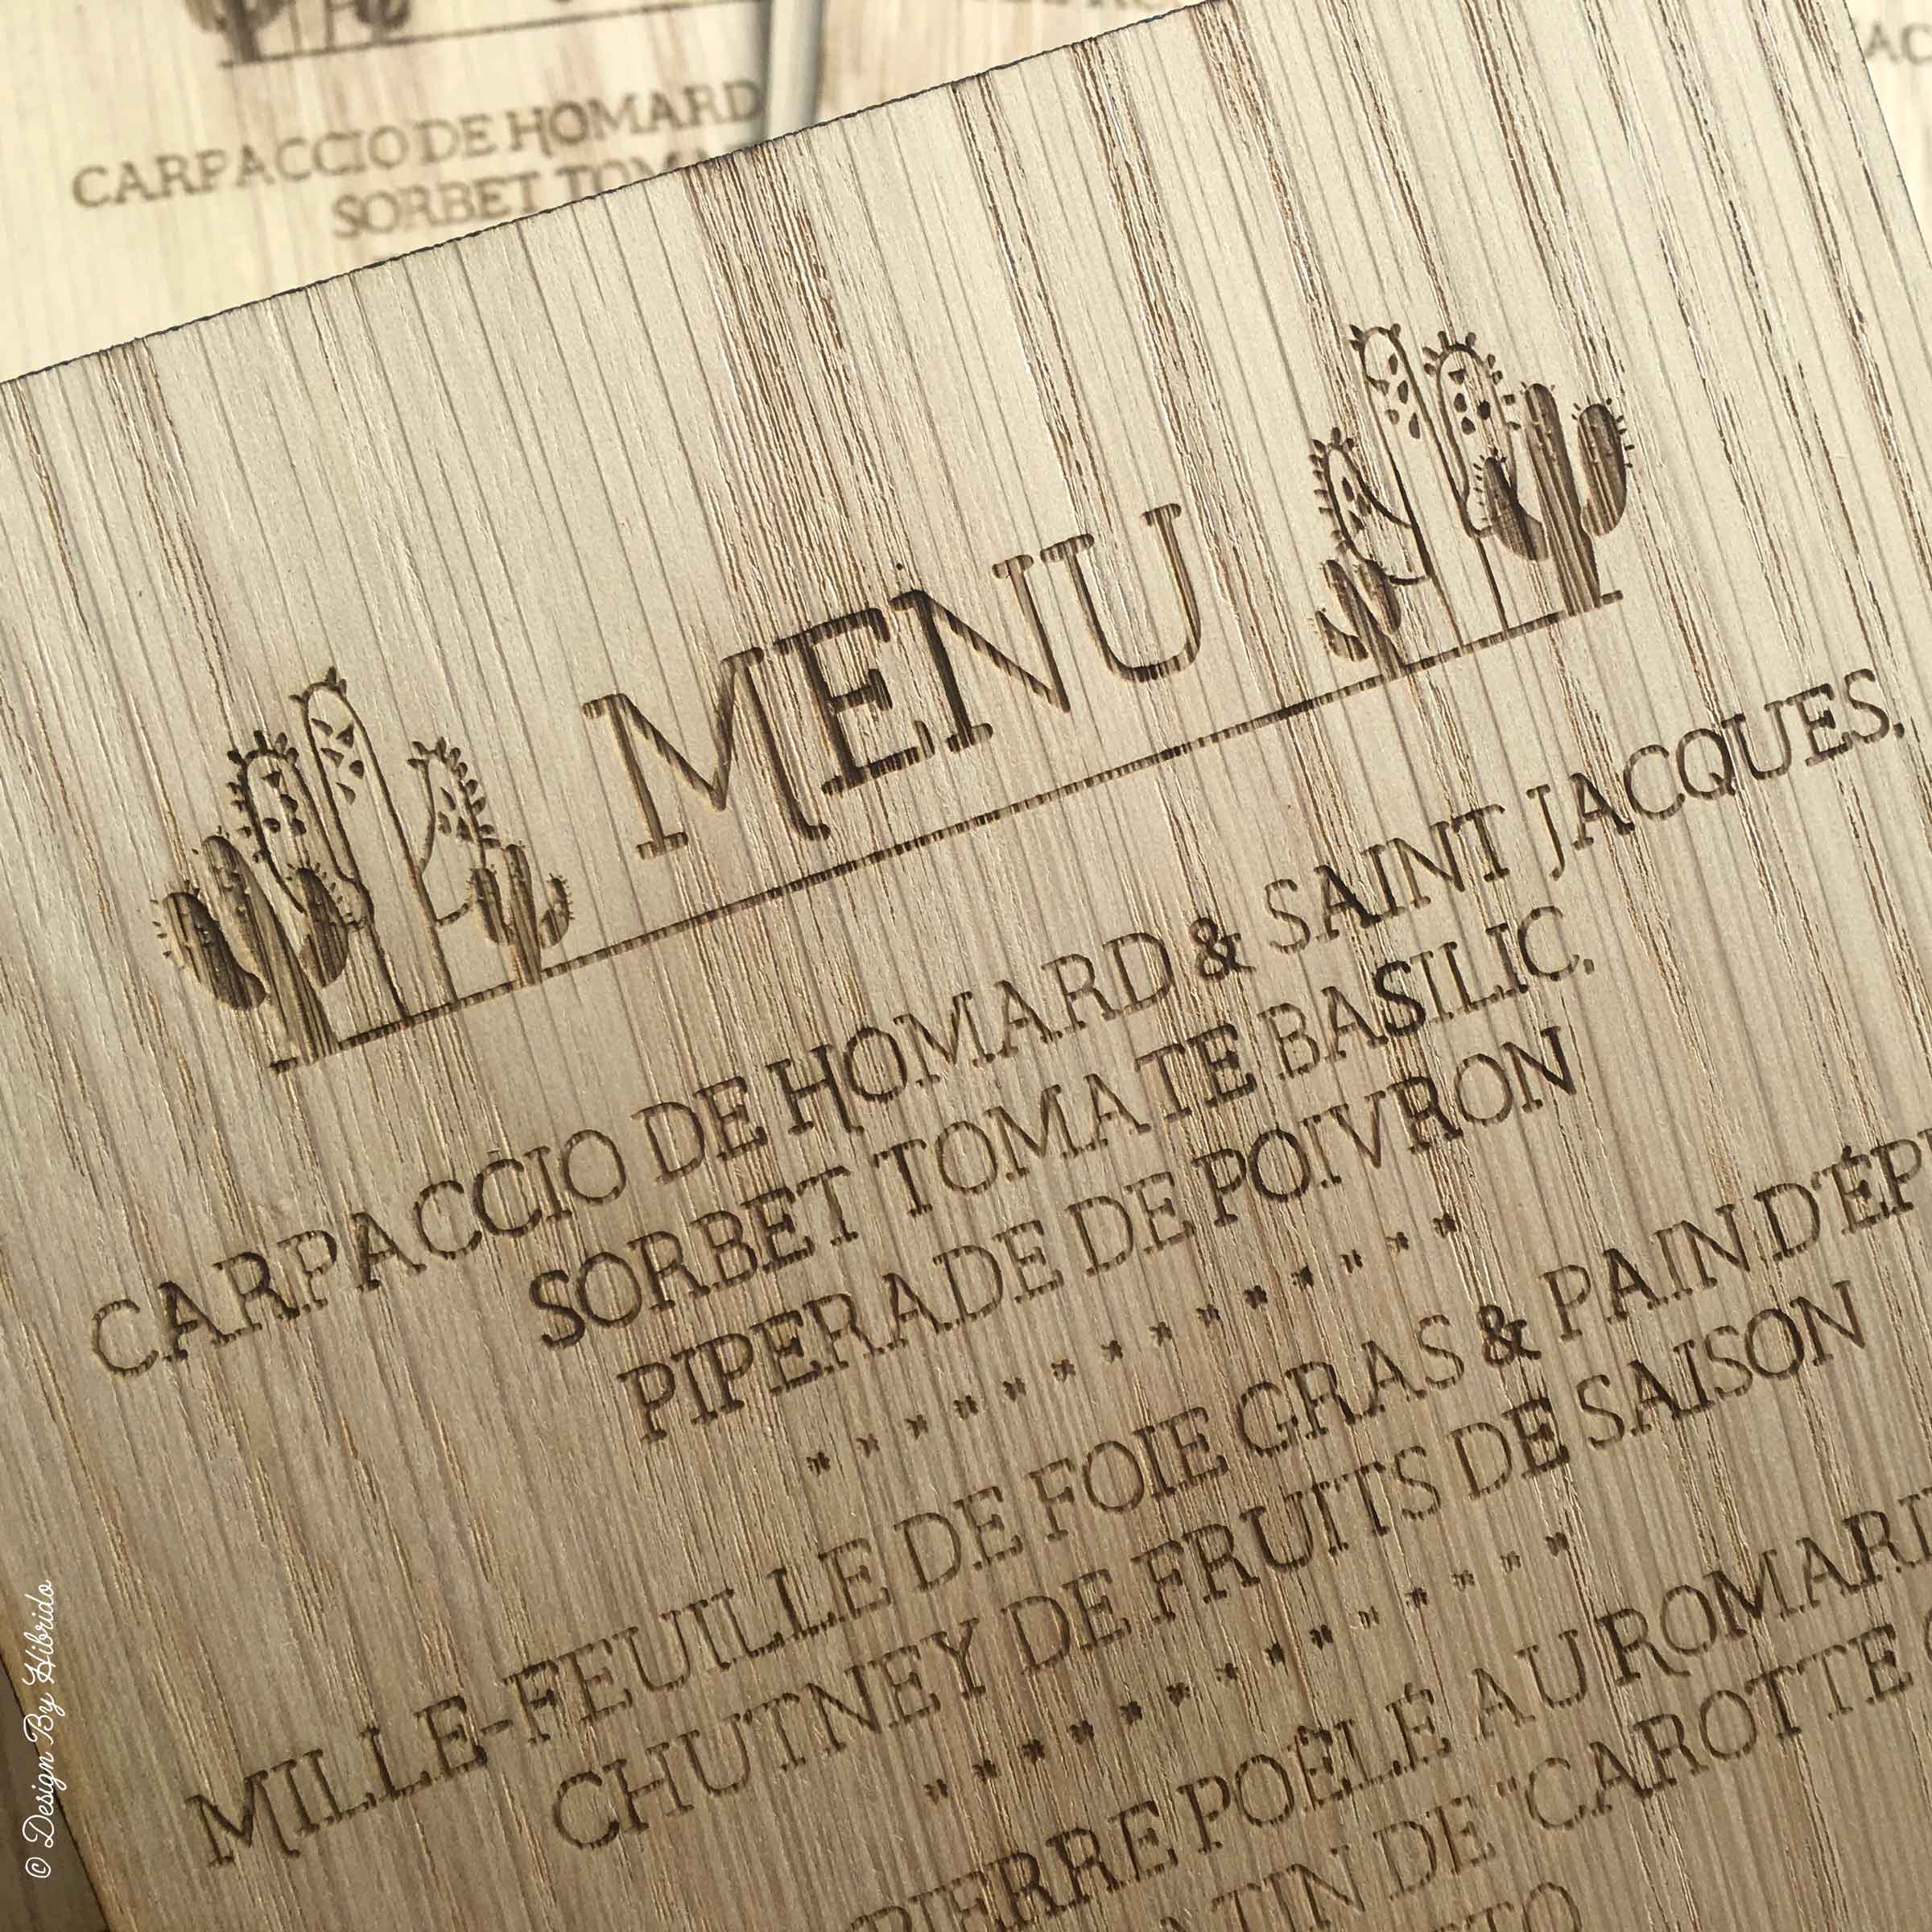 CARPACCIO DE HOMARD
SORBET
MENU
CARPACCIO DE HOMARD & SAINT JACQUES,
SORBET TOMATE BASILIC.
PIPERADE DE POIVRON
**************
MILLE-FEUILLE DE FOIE GRAS & PAIN D'ÉP
CHUTNEY DE FRUITS DE SAISON
**************
PIERRE POÊLÉ AU ROMARI
DE "CAROTTE
© Design By Hibrido